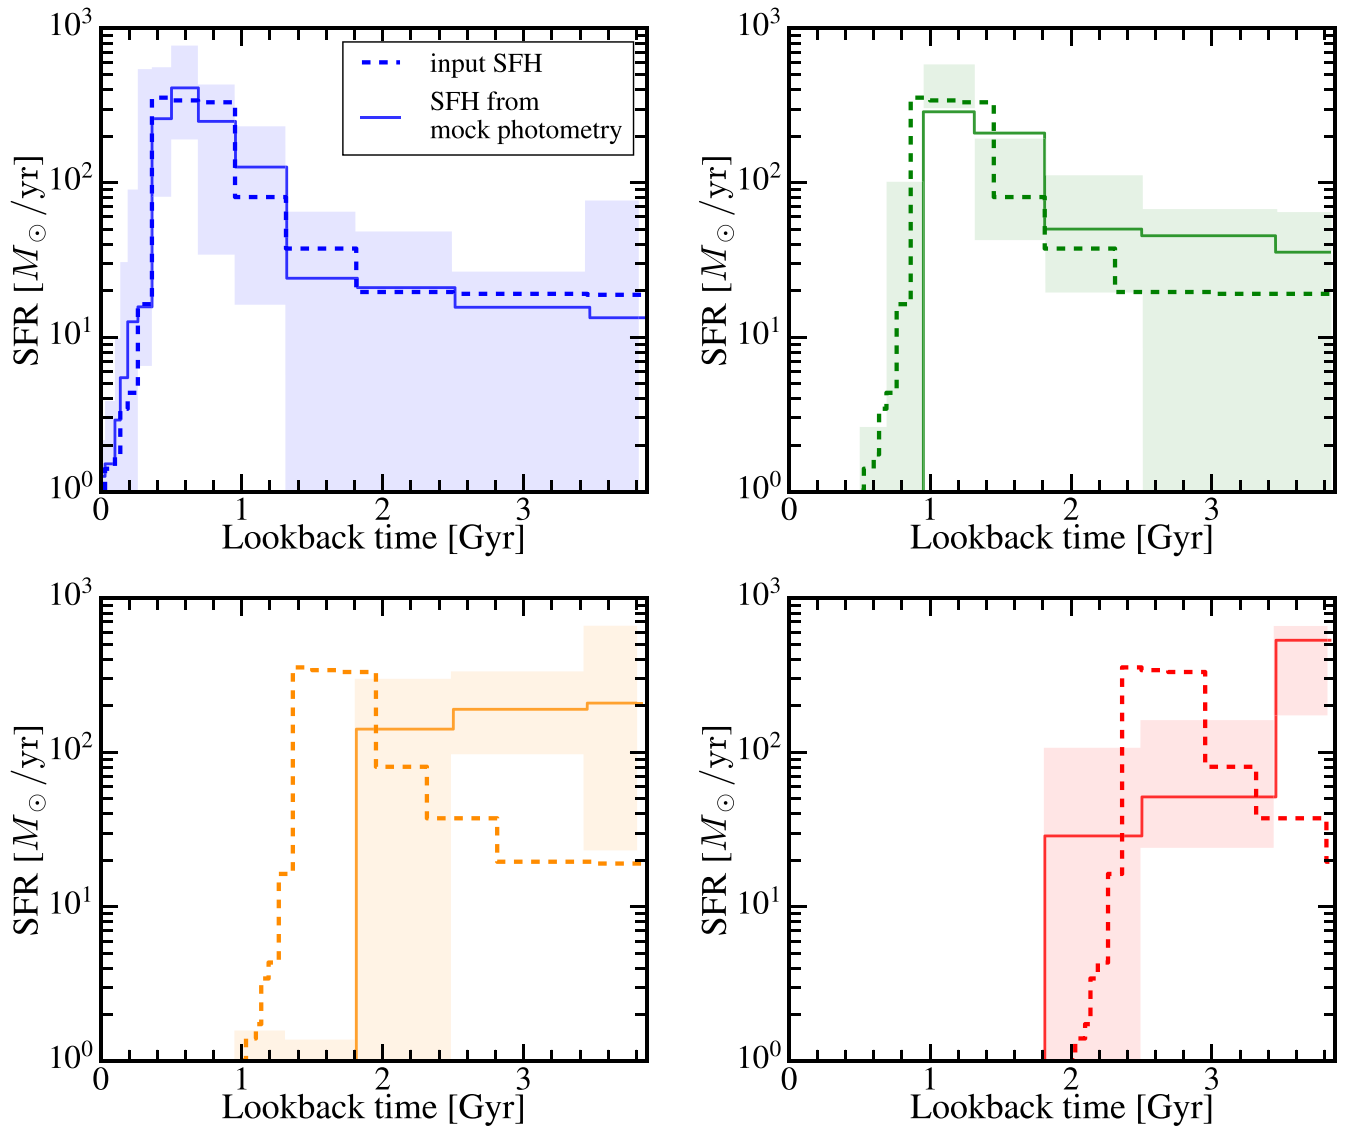 10³
10²
10¹
10⁰
SFR [M⊙/yr]
input SFH
SFH from
mock photometry
0 1 2 3
Lookback time [Gyr]
10³
10²
10¹
10⁰
SFR [M⊙/yr]
0 1 2 3
Lookback time [Gyr]
10³
10²
10¹
10⁰
SFR [M⊙/yr]
0 1 2 3
Lookback time [Gyr]
10³
10²
10¹
10⁰
SFR [M⊙/yr]
0 1 2 3
Lookback time [Gyr]